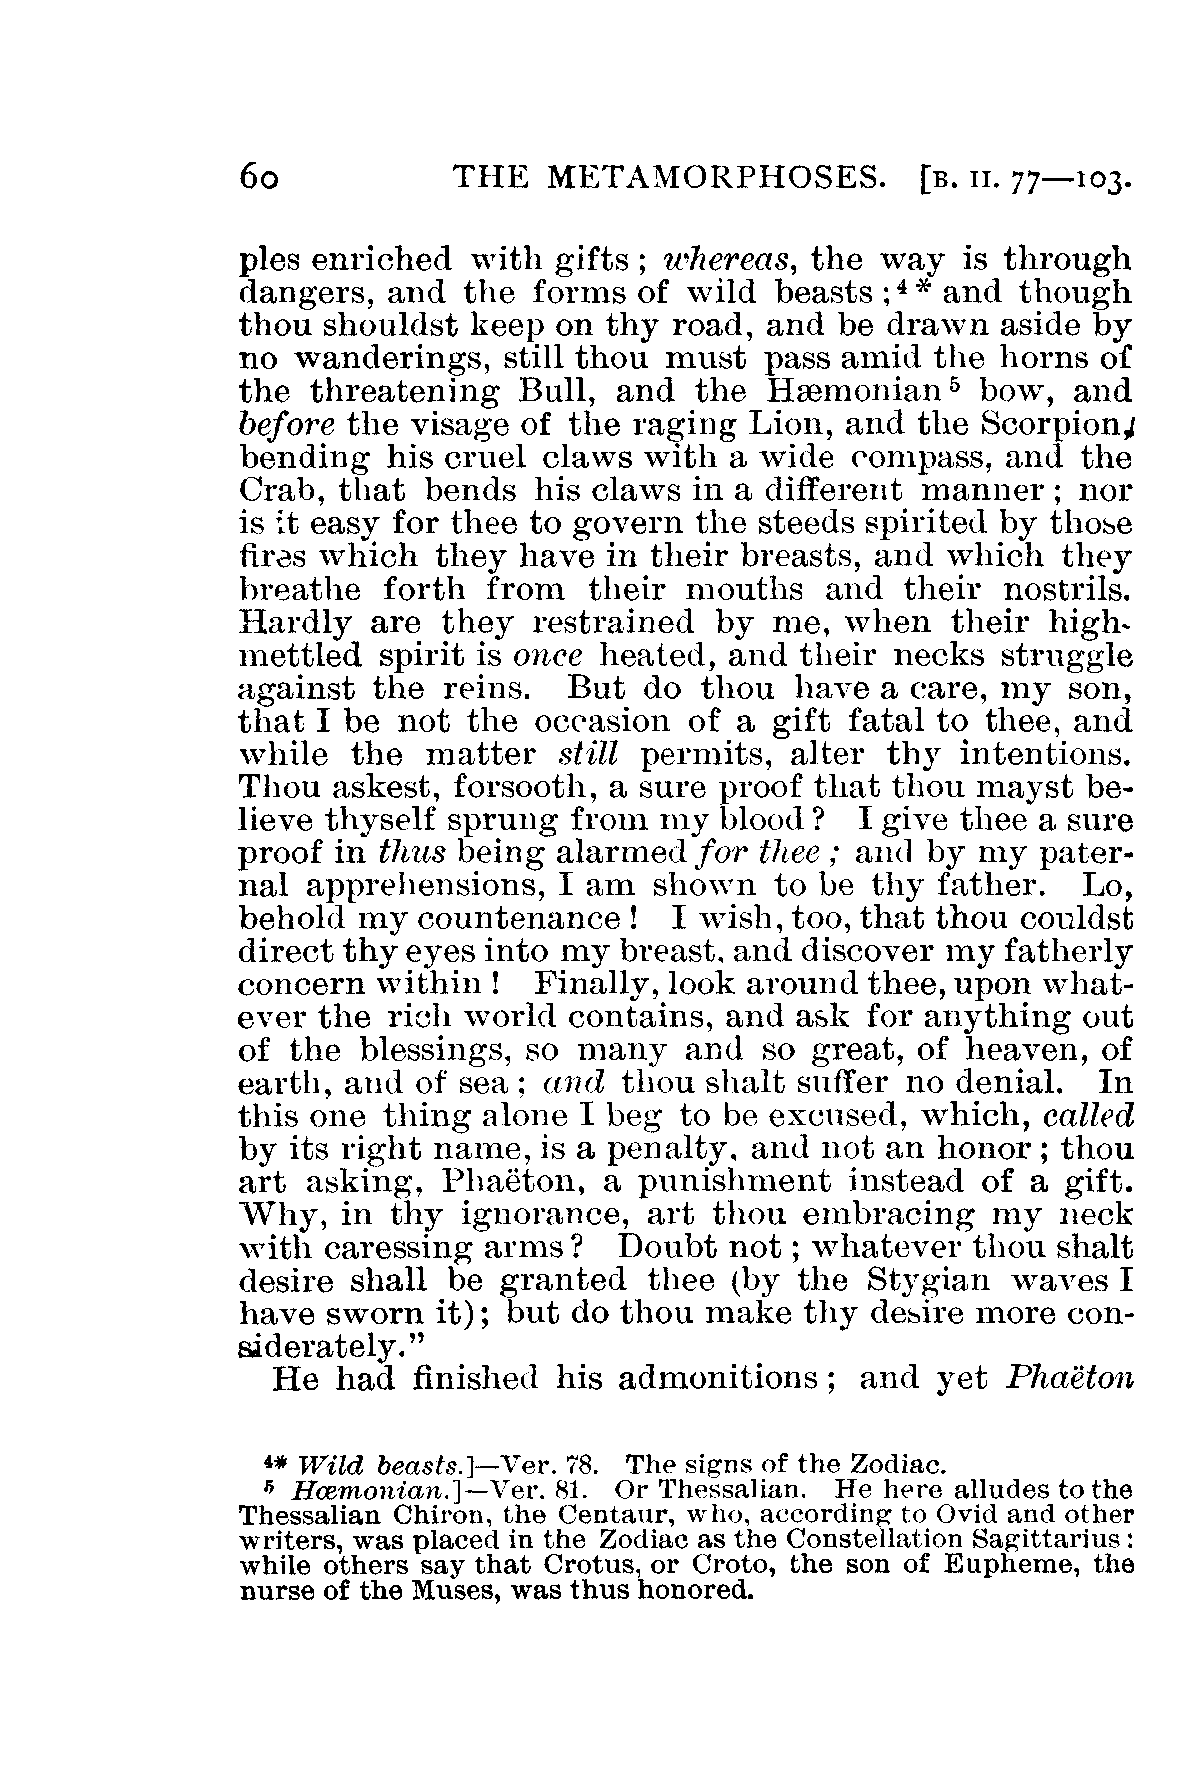 60 THE METAMORPHOSES. [B. II. 77—103.
ples enriched with gifts; whereas, the way is through
dangers, and the forms of wild beasts;4* and though
thou shouldst keep on thy road, and be drawn aside by
no wanderings, still thou must pass amid the horns of
the threatening Bull, and the Hæmonian5 bow, and
before the visage of the raging Lion, and the Scorpion,
bending his cruel claws with a wide compass, and the
Crab, that bends his claws in a different manner; nor
is it easy for thee to govern the steeds spirited by those
fires which they have in their breasts, and which they
breathe forth from their mouths and their nostrils.
Hardly are they restrained by me, when their high-
mettled spirit is once heated, and their necks struggle
against the reins. But do thou have a care, my son,
that I be not the occasion of a gift fatal to thee, and
while the matter still permits, alter thy intentions.
Thou askest, forsooth, a sure proof that thou mayst be-
lieve thyself sprung from my blood? I give thee a sure
proof in thus being alarmed for thee; and by my pater-
nal apprehensions, I am shown to be thy father. Lo,
behold my countenance! I wish, too, that thou couldst
direct thy eyes into my breast, and discover my fatherly
concern within! Finally, look around thee, upon what-
ever the rich world contains, and ask for anything out
of the blessings, so many and so great, of heaven, of
earth, and of sea; and thou shalt suffer no denial. In
this one thing alone I beg to be excused, which, called
by its right name, is a penalty, and not an honor; thou
art asking, Phaëton, a punishment instead of a gift.
Why, in thy ignorance, art thou embracing my neck
with caressing arms? Doubt not; whatever thou shalt
desire shall be granted thee (by the Stygian waves I
have sworn it); but do thou make thy desire more con-
siderately."
He had finished his admonitions; and yet Phaëton
4* Wild beasts.]—Ver. 78. The signs of the Zodiac.
5 Hæmonian.]—Ver. 81. Or Thessalian. He here alludes to the
Thessalian Chiron, the Centaur, who, according to Ovid and other
writers, was placed in the Zodiac as the Constellation Sagittarius:
while others say that Crotus, or Croto, the son of Eupheme, the
nurse of the Muses, was thus honored.